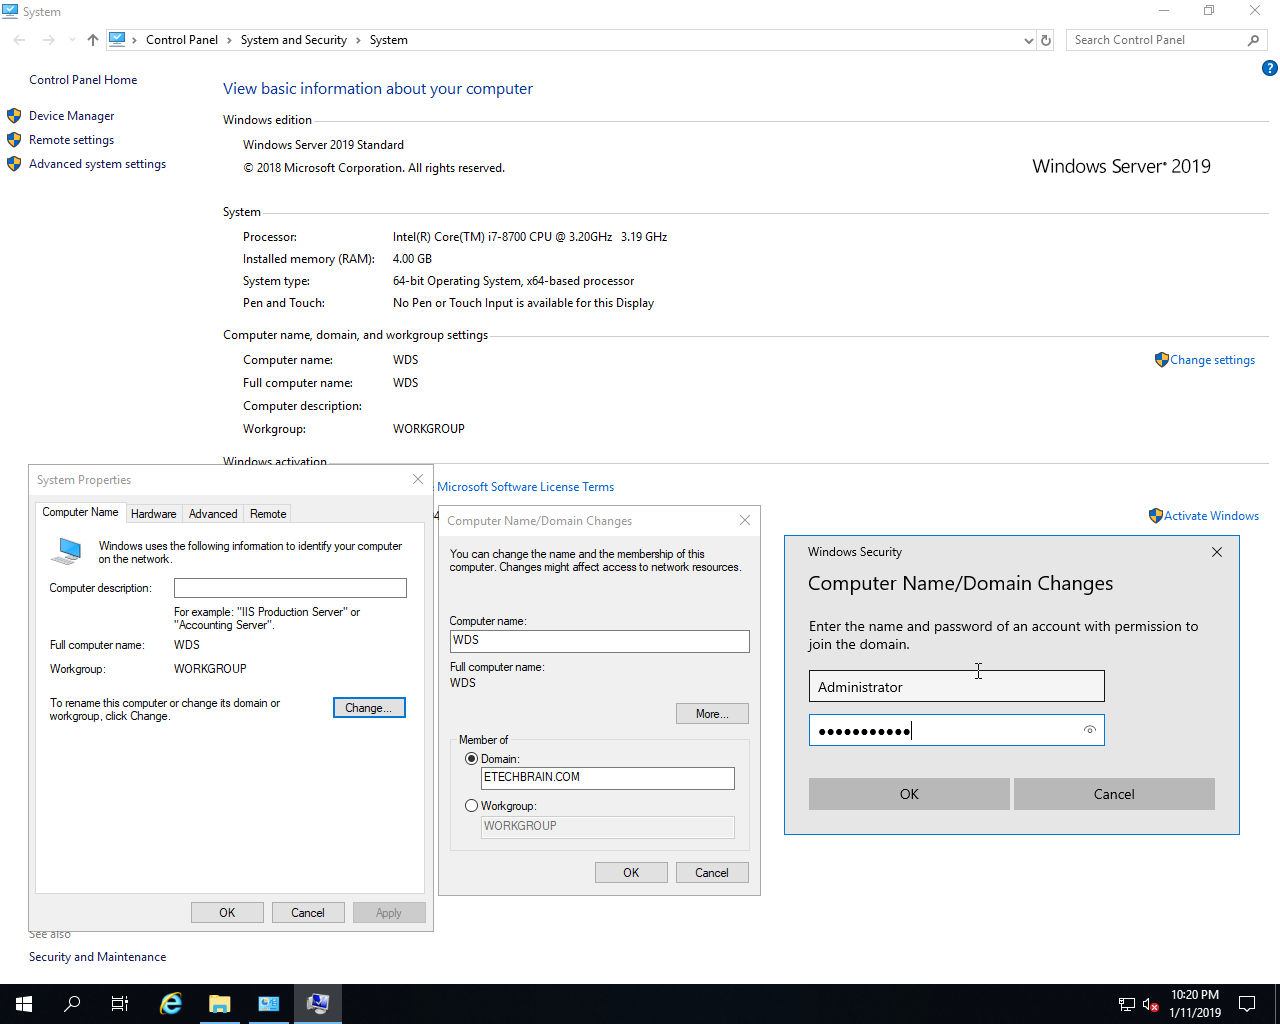 System
Control Panel
System and Security
System
Search Control Panel
Control Panel Home
Device Manager
Remote settings
Advanced system settings
View basic information about your computer
Windows edition
Windows Server 2019 Standard
© 2018 Microsoft Corporation. All rights reserved.
Windows Server® 2019
System
Processor: Intel(R) Core(TM) i7-8700 CPU @ 3.20GHz 3.19 GHz
Installed memory (RAM): 4.00 GB
System type: 64-bit Operating System, x64-based processor
Pen and Touch: No Pen or Touch Input is available for this Display
Computer name, domain, and workgroup settings
Computer name: WDS
Change settings
Full computer name: WDS
Computer description:
Workgroup: WORKGROUP
Windows activation
Microsoft Software License Terms
Activate Windows
System Properties
Computer Name Hardware Advanced Remote
Windows uses the following information to identify your computer
on the network.
Computer description:
For example: "IIS Production Server" or
"Accounting Server".
Full computer name: WDS
Workgroup: WORKGROUP
To rename this computer or change its domain or
workgroup, click Change.
Change...
OK Cancel Apply
Computer Name/Domain Changes
You can change the name and the membership of this
computer. Changes might affect access to network resources.
Computer name:
WDS
Full computer name:
WDS
More...
Member of
Domain:
ETECHBRAIN.COM
Workgroup:
WORKGROUP
OK Cancel
Windows Security
Computer Name/Domain Changes
Enter the name and password of an account with permission to
join the domain.
Administrator
●●●●●●●●●●●
OK Cancel
See also
Security and Maintenance
10:20 PM
1/11/2019